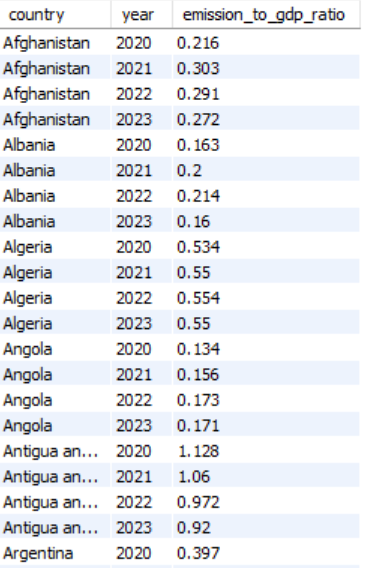 country year emission_to_gdp_ratio
Afghanistan 2020 0.216
Afghanistan 2021 0.303
Afghanistan 2022 0.291
Afghanistan 2023 0.272
Albania 2020 0.163
Albania 2021 0.2
Albania 2022 0.214
Albania 2023 0.16
Algeria 2020 0.534
Algeria 2021 0.55
Algeria 2022 0.554
Algeria 2023 0.55
Angola 2020 0.134
Angola 2021 0.156
Angola 2022 0.173
Angola 2023 0.171
Antigua an... 2020 1.128
Antigua an... 2021 1.06
Antigua an... 2022 0.972
Antigua an... 2023 0.92
Argentina 2020 0.397